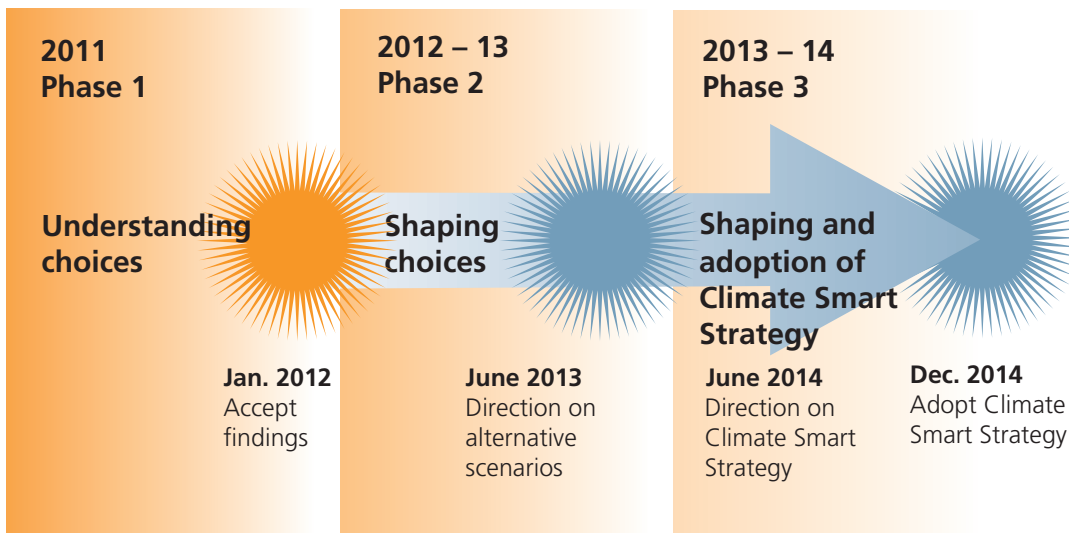 2011
Phase 1
2012 – 13
Phase 2
2013 – 14
Phase 3
Understanding
choices
Shaping
choices
Shaping and
adoption of
Climate Smart
Strategy
Jan. 2012
Accept
findings
June 2013
Direction on
alternative
scenarios
June 2014
Direction on
Climate Smart
Strategy
Dec. 2014
Adopt Climate
Smart Strategy